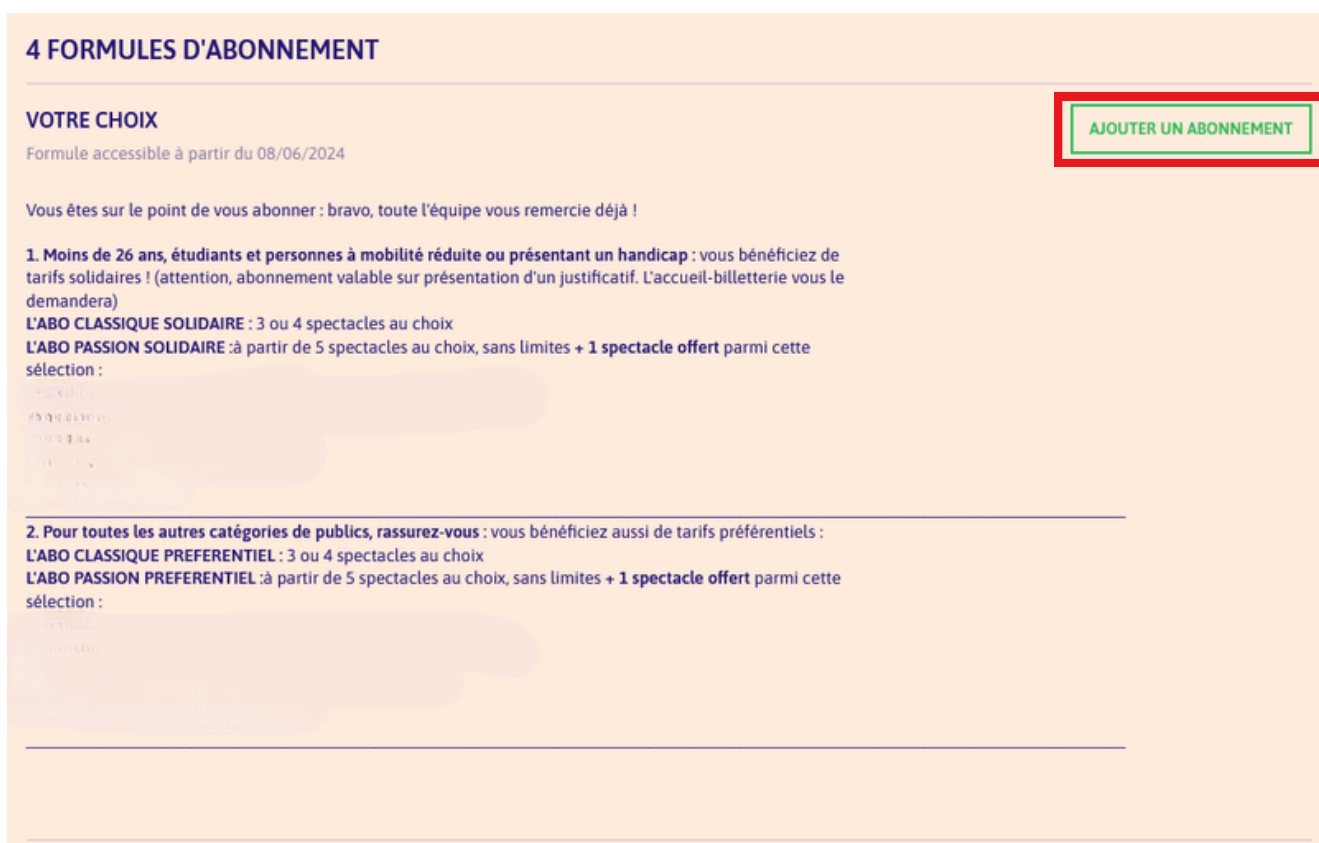 4 FORMULES D'ABONNEMENT
VOTRE CHOIX
AJOUTER UN ABONNEMENT
Formule accessible à partir du 08/06/2024
Vous êtes sur le point de vous abonner : bravo, toute l'équipe vous remercie déjà !
1. Moins de 26 ans, étudiants et personnes à mobilité réduite ou présentant un handicap : vous bénéficiez de
tarifs solidaires ! (attention, abonnement valable sur présentation d'un justificatif. L'accueil-billetterie vous le
demandera)
L'ABO CLASSIQUE SOLIDAIRE : 3 ou 4 spectacles au choix
L'ABO PASSION SOLIDAIRE :à partir de 5 spectacles au choix, sans limites + 1 spectacle offert parmi cette
sélection :
2. Pour toutes les autres catégories de publics, rassurez-vous : vous bénéficiez aussi de tarifs préférentiels :
L'ABO CLASSIQUE PREFERENTIEL : 3 ou 4 spectacles au choix
L'ABO PASSION PREFERENTIEL :à partir de 5 spectacles au choix, sans limites + 1 spectacle offert parmi cette
sélection :